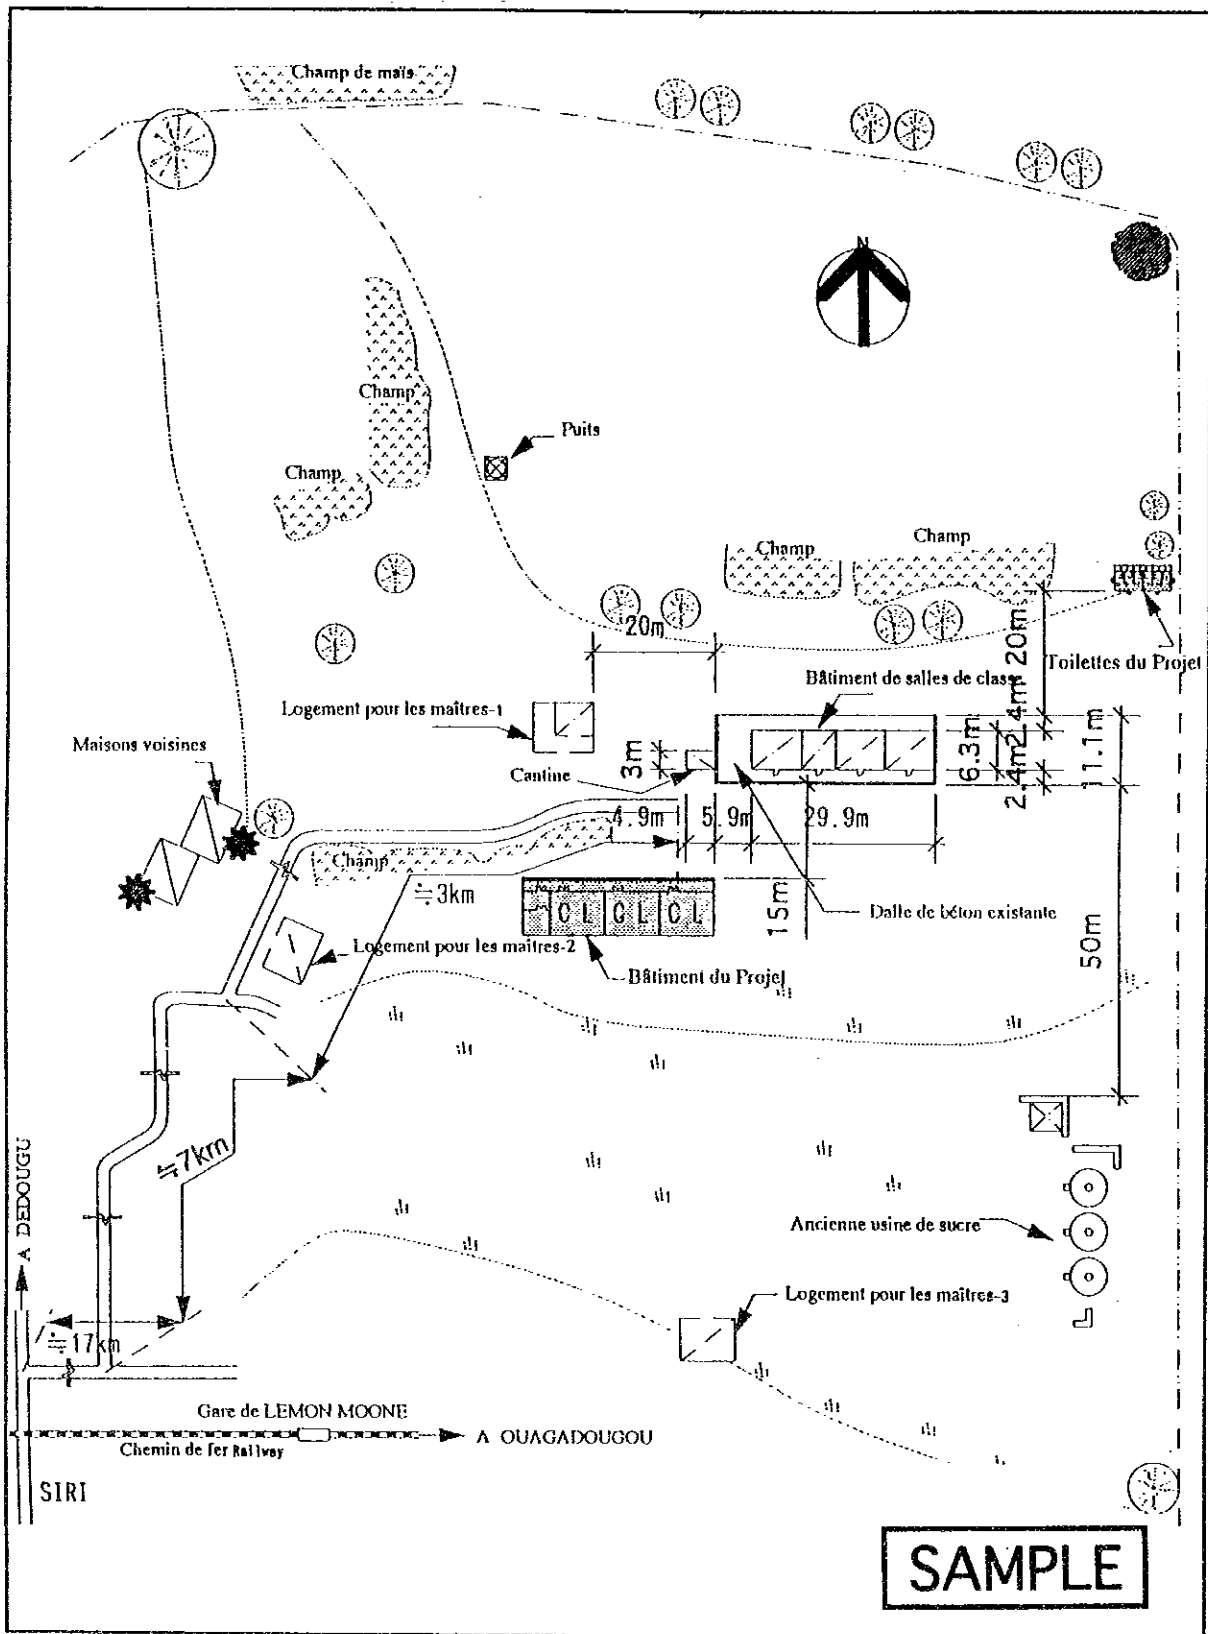 Champ de maïs
N
Champ
Puits
Champ
Champ
Champ
20m
20m
Toilettes du Projet
Bâtiment de salles de class
Logement pour les maîtres-1
2.4m
Maisons voisines
3m
6.3m
11.1m
Cantine
2.4m
4.9m
5.9m
29.9m
Champ
≒3km
15m
CL CL CL
Dalle de béton existante
50m
Logement pour les maîtres-2
Bâtiment du Projet
≒7km
A DEDOUGU
Ancienne usine de sucre
Logement pour les maîtres-3
≒17km
Gare de LEMON MOONE
A OUAGADOUGOU
Chemin de fer Railway
SIRI
SAMPLE